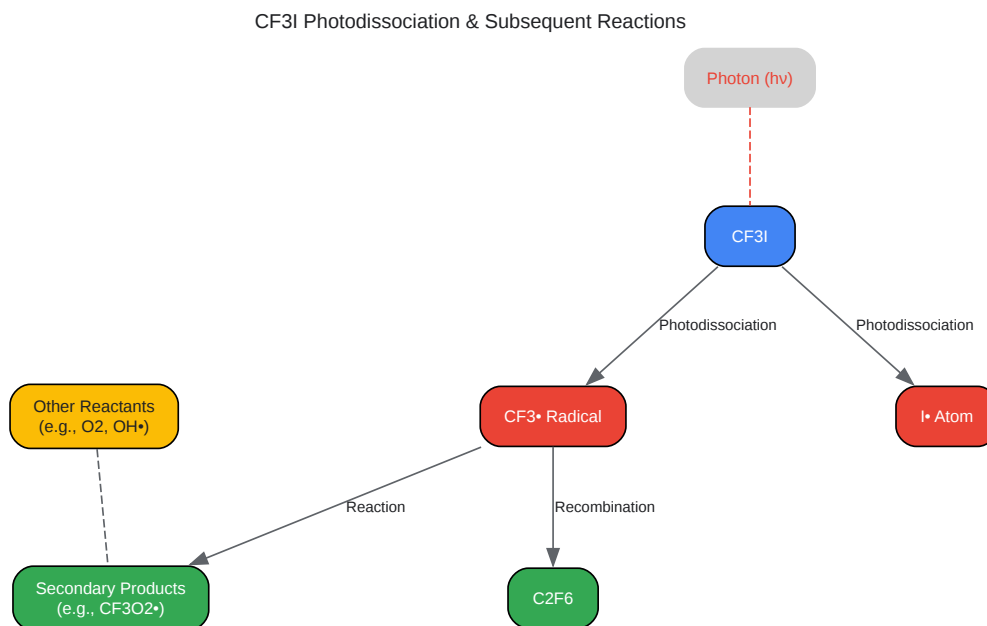 CF3I Photodissociation & Subsequent Reactions
Photon (hν)
CF3I
Photodissociation
Photodissociation
Other Reactants
(e.g., O2, OH•)
CF3• Radical
I• Atom
Reaction
Recombination
Secondary Products
(e.g., CF3O2•)
C2F6